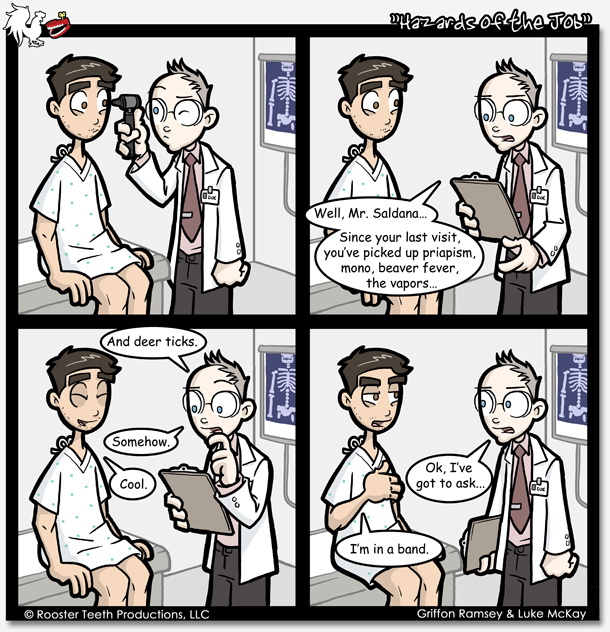 "Hazards of the Job"
DOC
Well, Mr. Saldana...
Since your last visit,
you've picked up priapism,
mono, beaver fever,
the vapors...
And deer ticks.
Somehow.
Cool.
Ok, I've
got to ask...
DOC
I'm in a band.
© Rooster Teeth Productions, LLC
Griffon Ramsey & Luke McKay